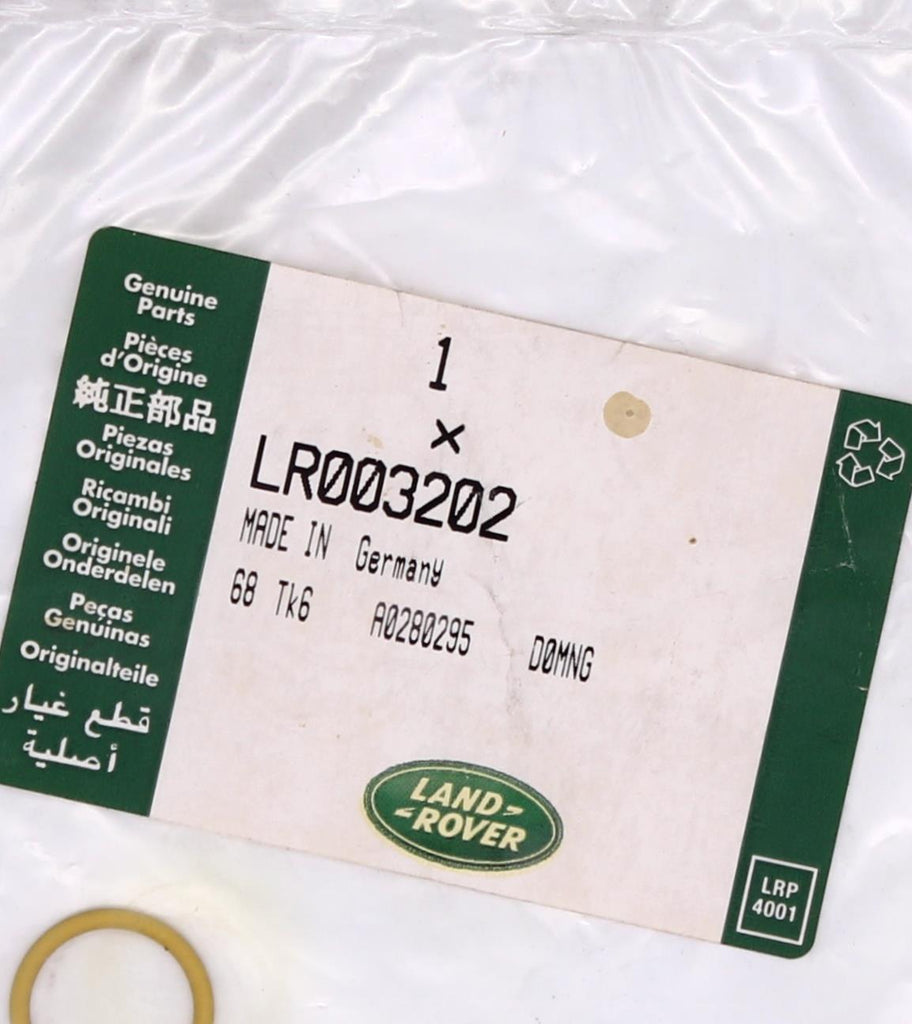 Genuine
Parts
Pièces
d'Origine
純正部品
Piezas
Originales
Ricambi
Originali
Originele
Onderdelen
Peças
Genuinas
Originalteile
قطع غيار
أصلية
1
x
LR003202
MADE IN Germany
68 Tk6 A0280295 D0MNG
LAND-
ROVER
LRP
4001